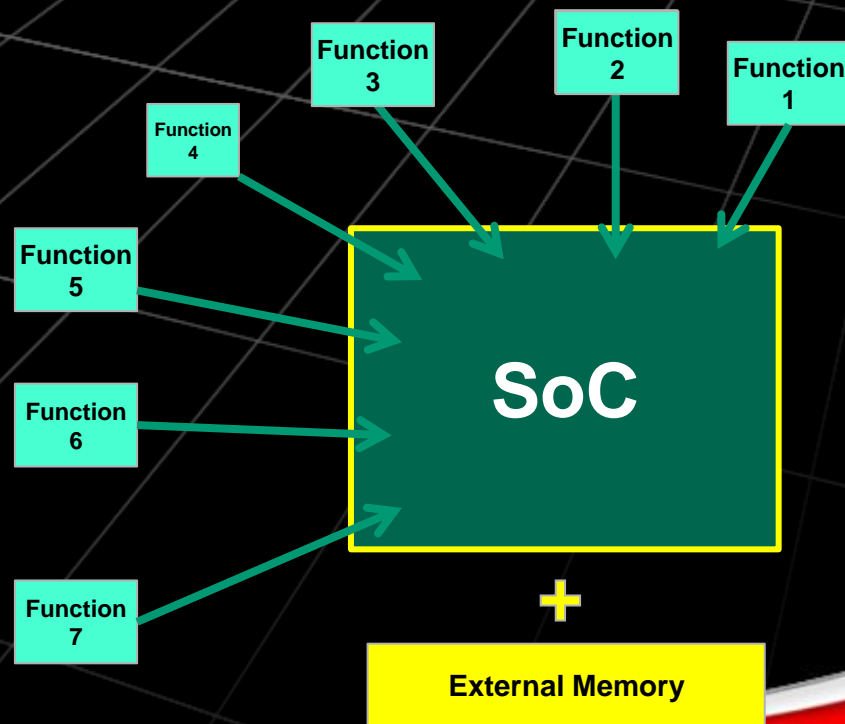 Function
3
Function
2
Function
1
Function
4
Function
5
SoC
Function
6
Function
7
External Memory